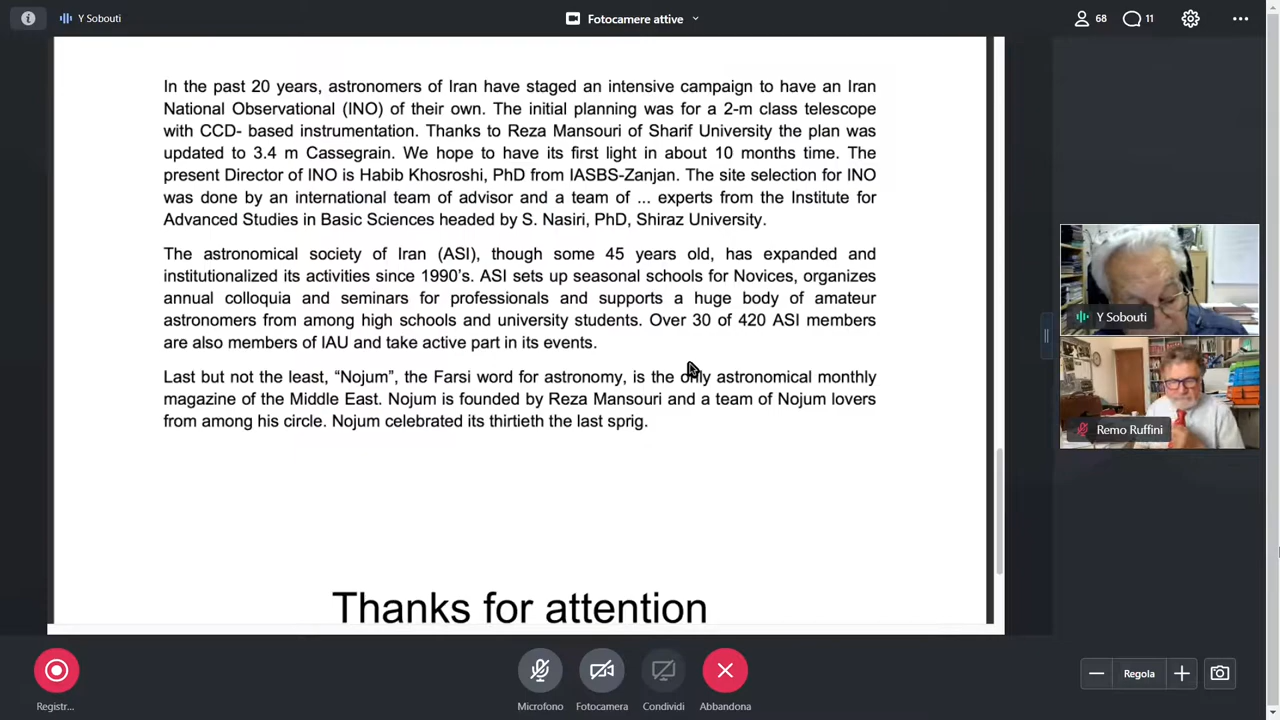 Y Sobouti
Fotocamere attive
68
11
In the past 20 years, astronomers of Iran have staged an intensive campaign to have an Iran
National Observational (INO) of their own. The initial planning was for a 2-m class telescope
with CCD- based instrumentation. Thanks to Reza Mansouri of Sharif University the plan was
updated to 3.4 m Cassegrain. We hope to have its first light in about 10 months time. The
present Director of INO is Habib Khosroshi, PhD from IASBS-Zanjan. The site selection for INO
was done by an international team of advisor and a team of ... experts from the Institute for
Advanced Studies in Basic Sciences headed by S. Nasiri, PhD, Shiraz University.
The astronomical society of Iran (ASI), though some 45 years old, has expanded and
institutionalized its activities since 1990's. ASI sets up seasonal schools for Novices, organizes
annual colloquia and seminars for professionals and supports a huge body of amateur
astronomers from among high schools and university students. Over 30 of 420 ASI members
are also members of IAU and take active part in its events.
Last but not the least, “Nojum”, the Farsi word for astronomy, is the only astronomical monthly
magazine of the Middle East. Nojum is founded by Reza Mansouri and a team of Nojum lovers
from among his circle. Nojum celebrated its thirtieth the last sprig.
Thanks for attention
Y Sobouti
Remo Ruffini
Registr...
Microfono
Fotocamera
Condividi
Abbandona
Regola